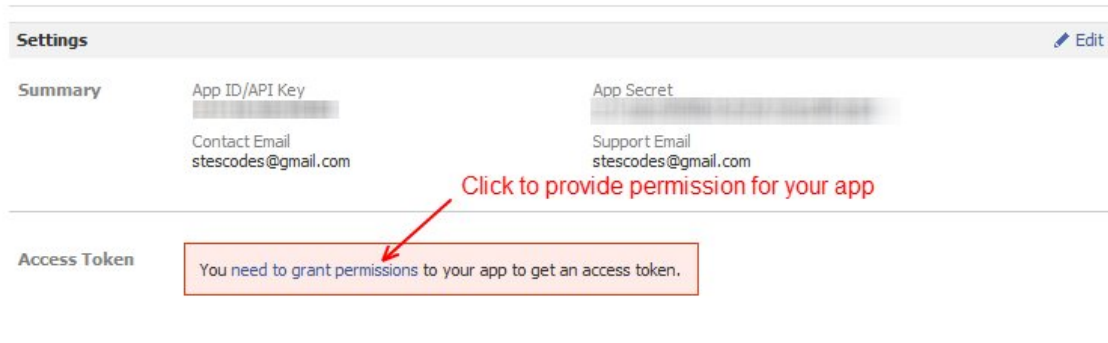 Settings
Edit
Summary
App ID/API Key
App Secret
Contact Email
Support Email
stescodes@gmail.com
stescodes@gmail.com
Click to provide permission for your app
Access Token
You need to grant permissions to your app to get an access token.